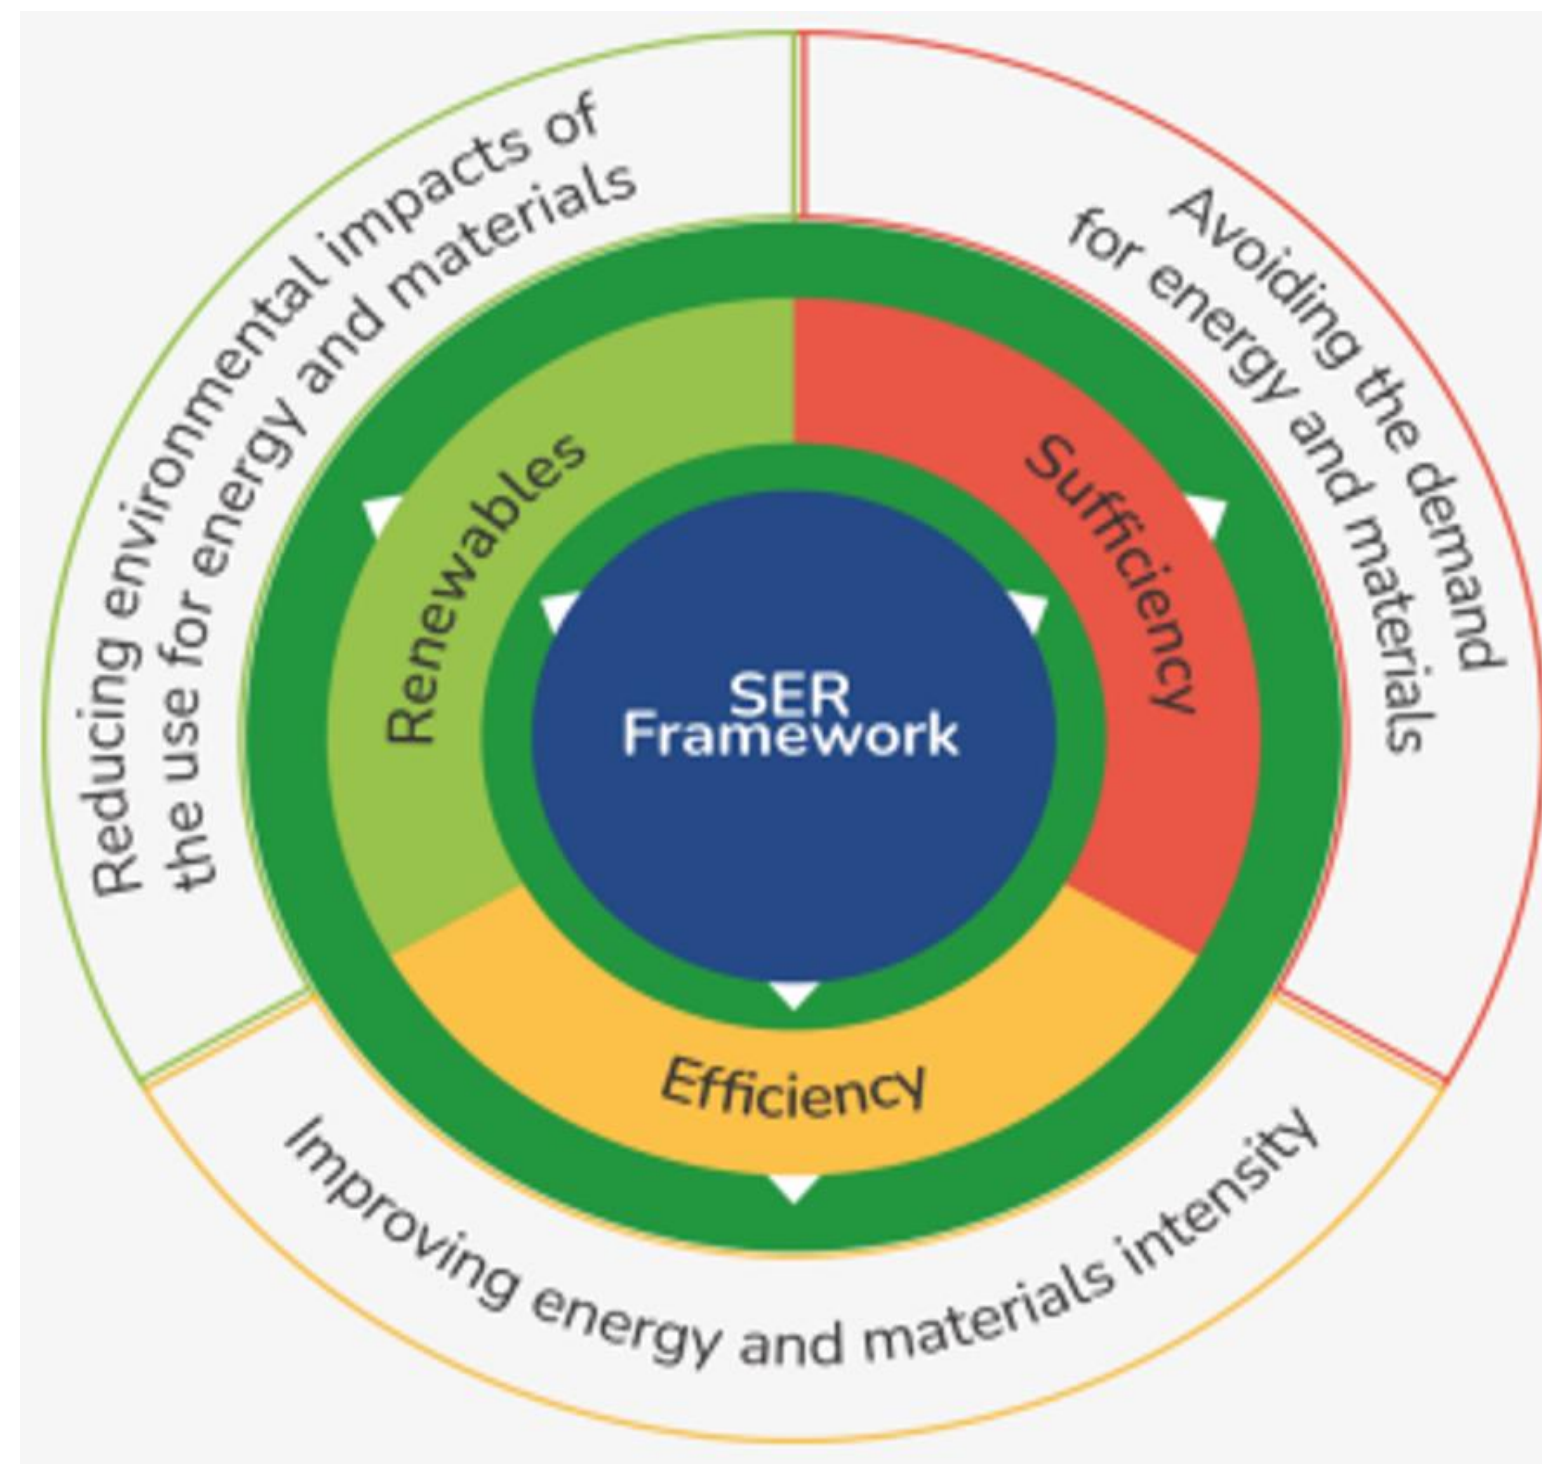 SER
Framework
Sufficiency
Efficiency
Renewables
Avoiding the demand
for energy and materials
Improving energy and materials intensity
Reducing environmental impacts of
the use for energy and materials